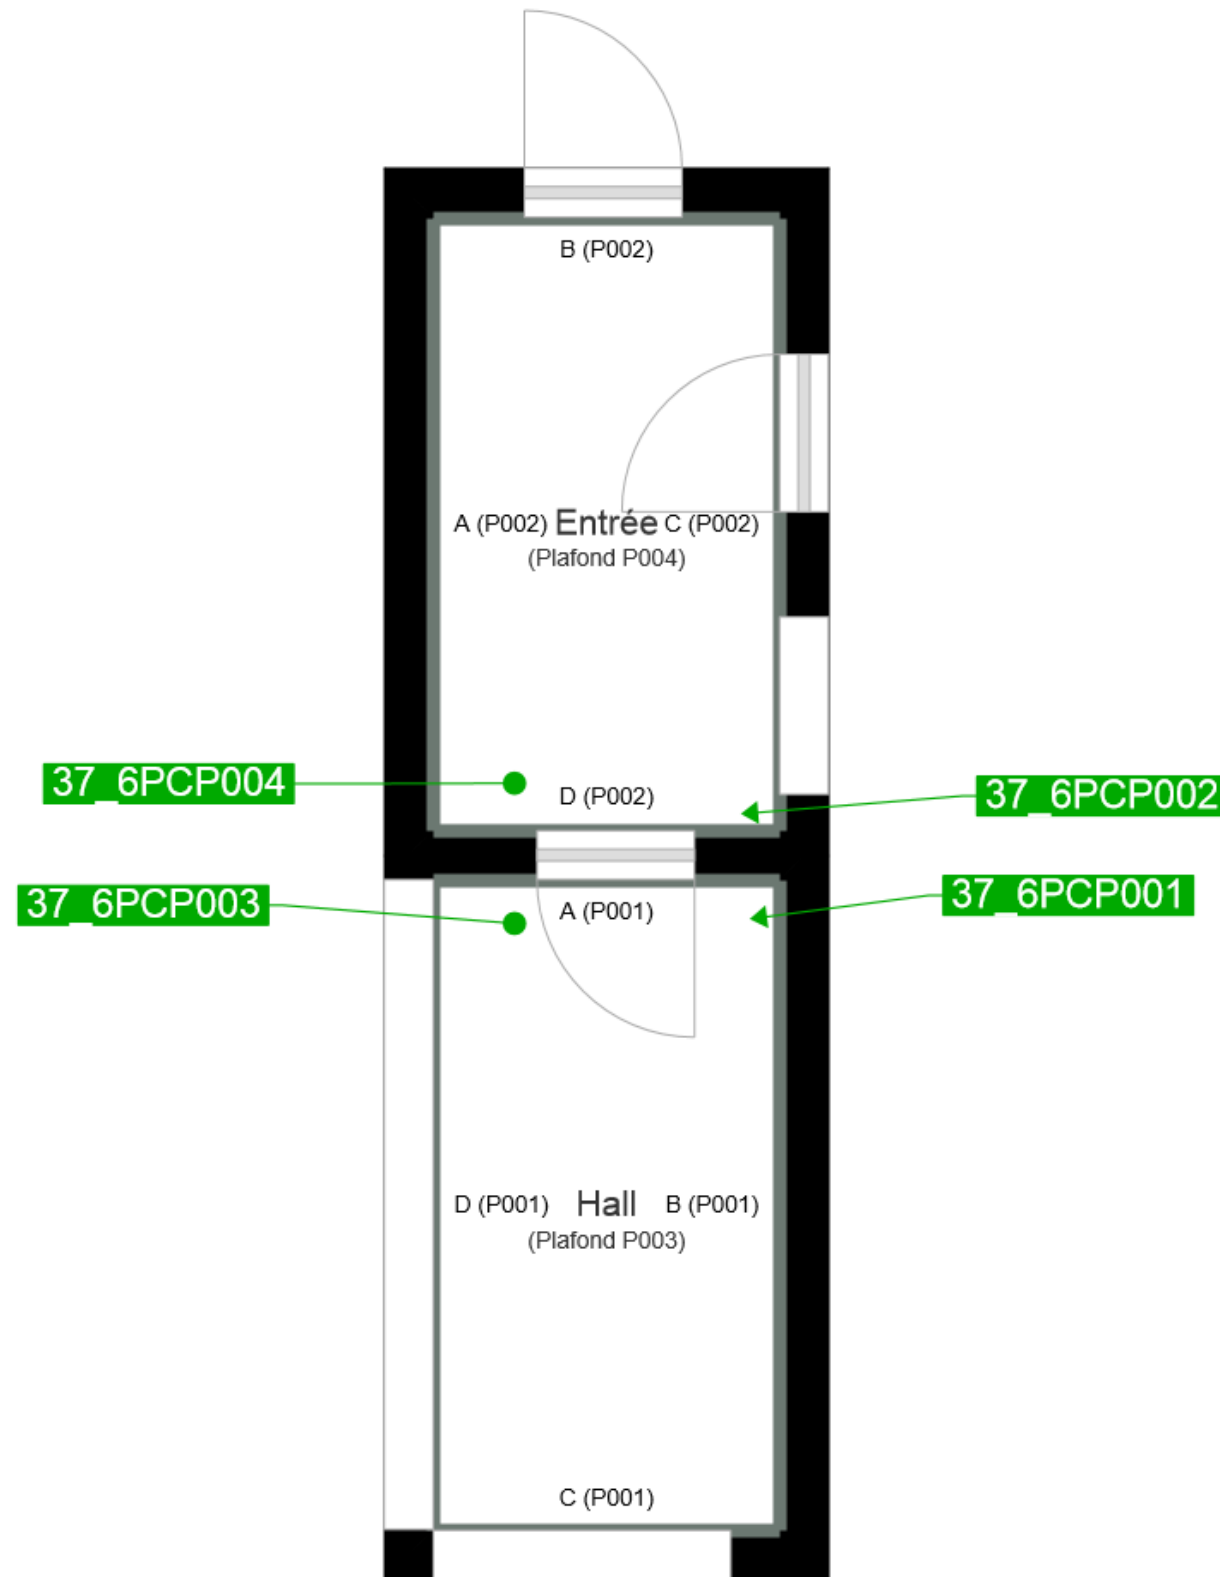 B (P002)
A (P002) Entrée C (P002)
(Plafond P004)
37_6PCP004
D (P002)
37_6PCP002
37_6PCP003
A (P001)
37_6PCP001
D (P001) Hall B (P001)
(Plafond P003)
C (P001)